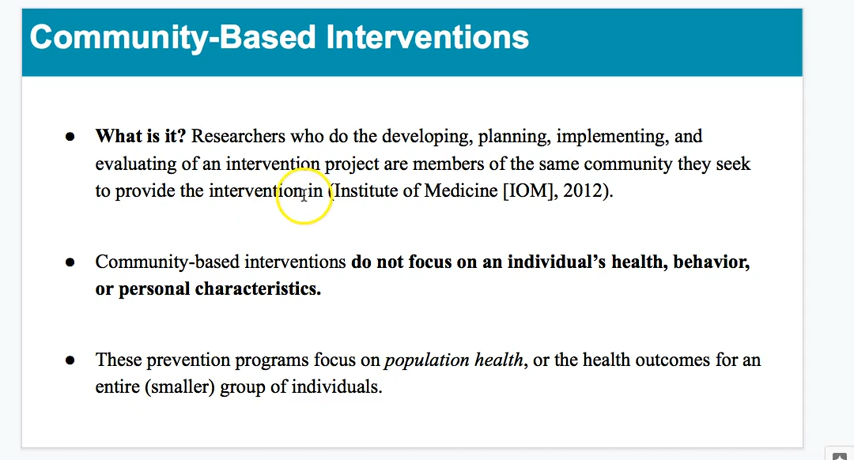 Community-Based Interventions
● What is it? Researchers who do the developing, planning, implementing, and
evaluating of an intervention project are members of the same community they seek
to provide the intervention in (Institute of Medicine [IOM], 2012).
● Community-based interventions do not focus on an individual's health, behavior,
or personal characteristics.
● These prevention programs focus on population health, or the health outcomes for an
entire (smaller) group of individuals.